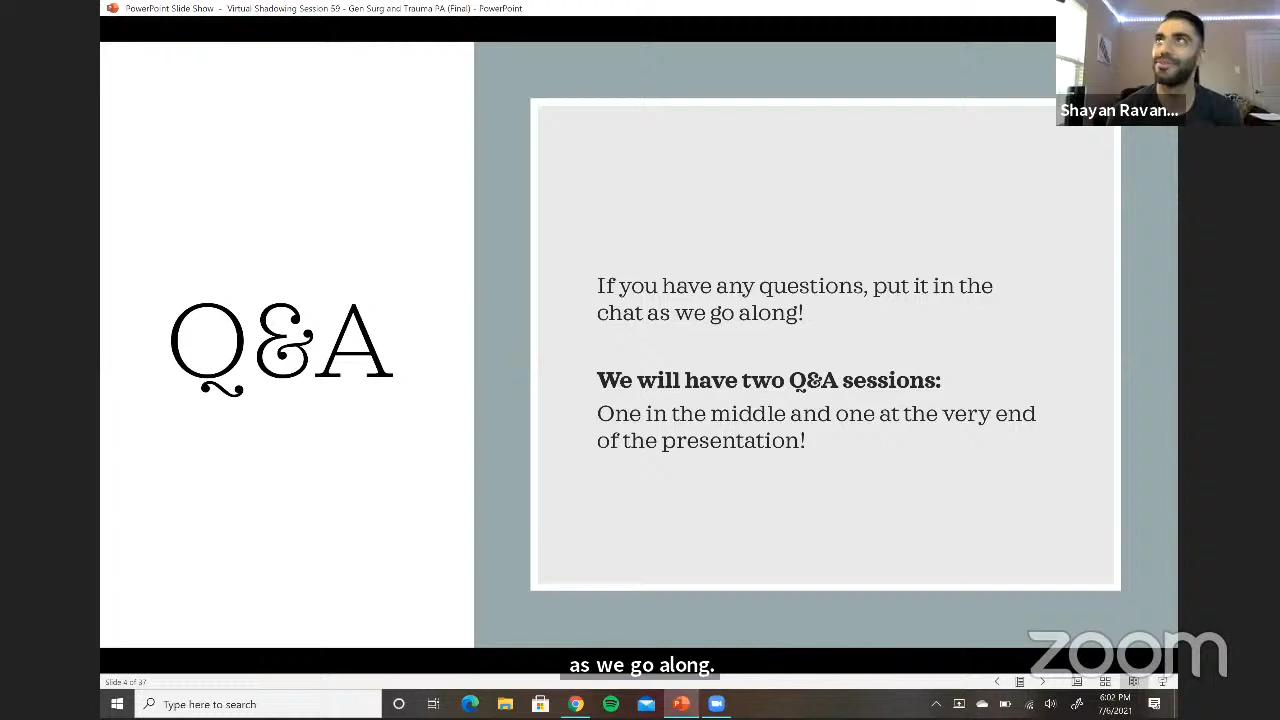 PowerPoint Slide Show - Virtual Shadowing Session 59 - Gen Surg and Trauma PA (Final) - PowerPoint
Shayan Ravan...
Q&A
If you have any questions, put it in the
chat as we go along!
We will have two Q&A sessions:
One in the middle and one at the very end
of the presentation!
zoom
as we go along.
Slide 4 of 37
Type here to search
6:02 PM
7/6/2021